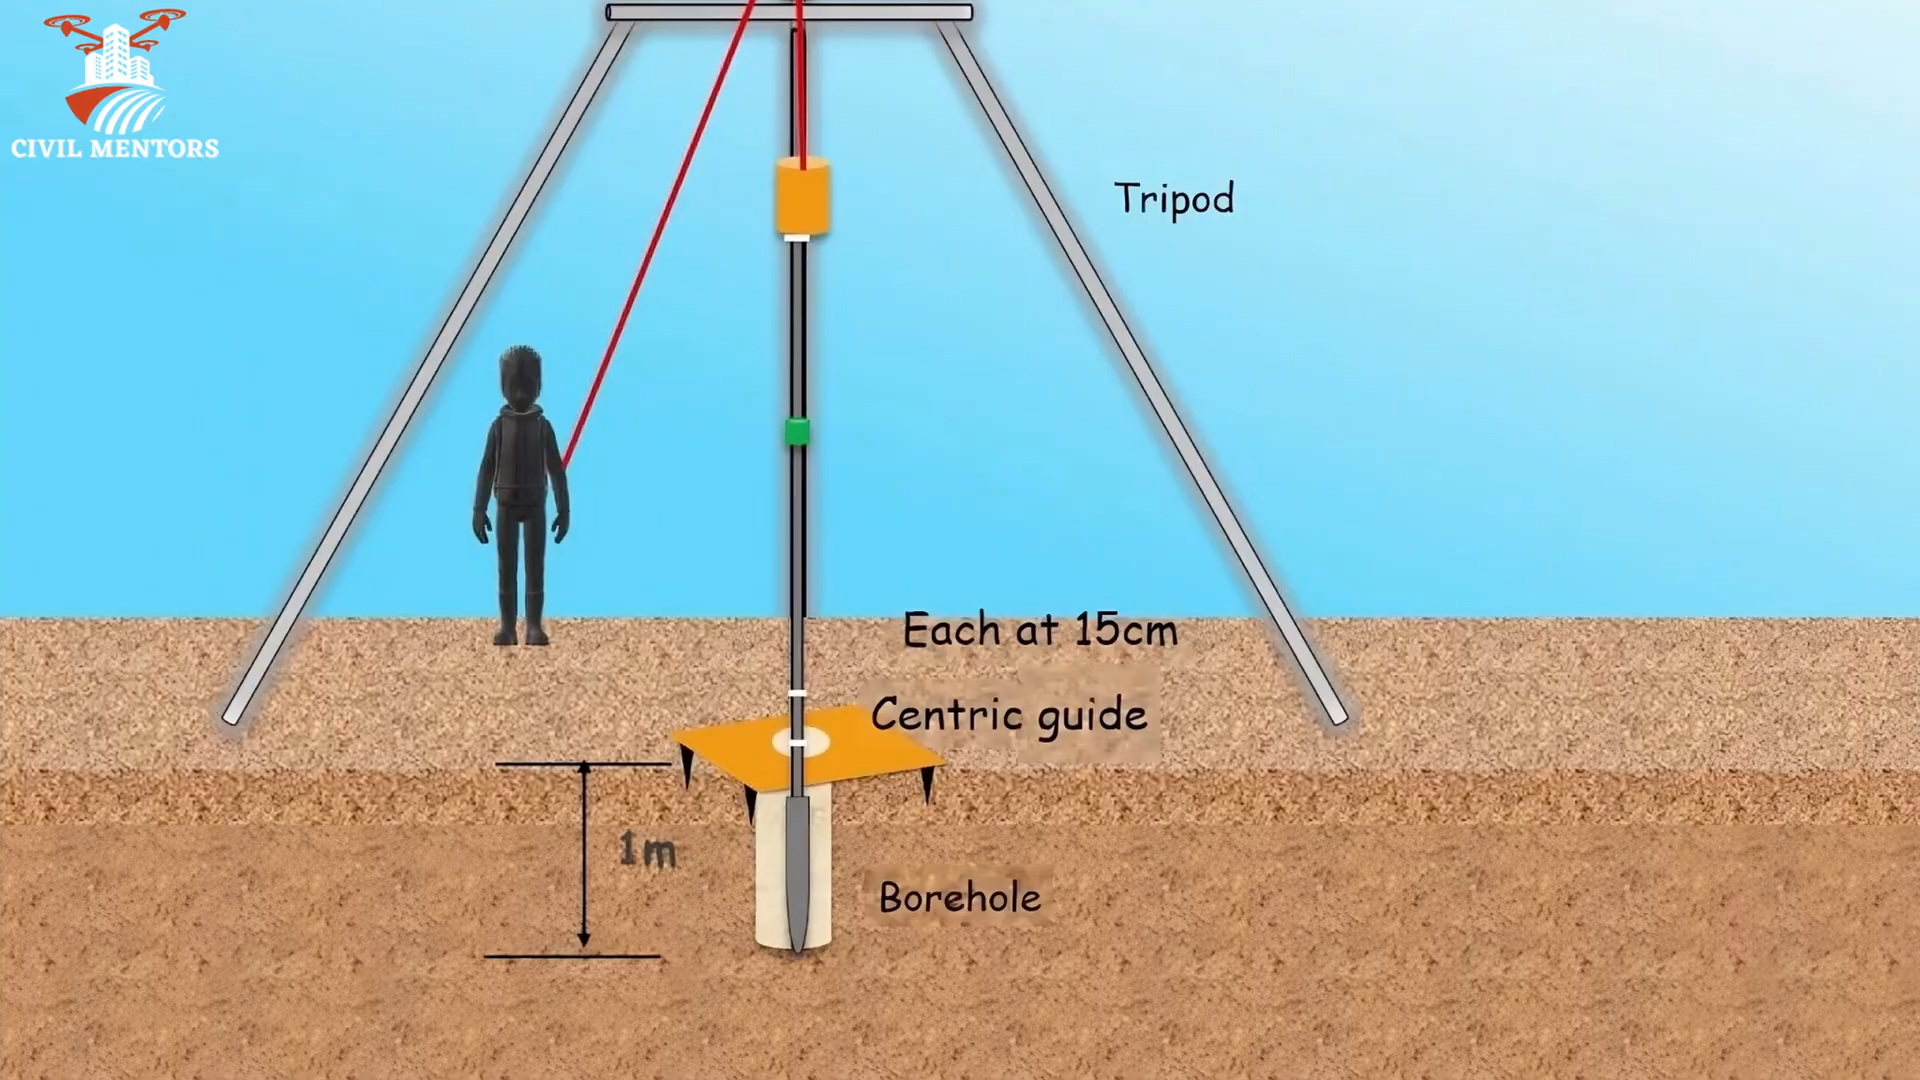 CIVIL MENTORS
Tripod
Each at 15cm
Centric guide
1m
Borehole